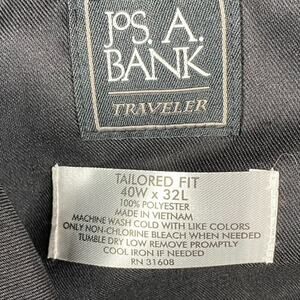 JOS. A.
BANK
TRAVELER
TAILORED FIT
40W x 32L
100% POLYESTER
MADE IN VIETNAM
MACHINE WASH COLD WITH LIKE COLORS
ONLY NON-CHLORINE BLEACH WHEN NEEDED
TUMBLE DRY LOW REMOVE PROMPTLY
COOL IRON IF NEEDED
RN 31608